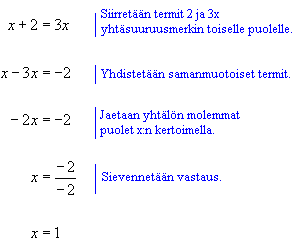 x + 2 = 3x
Siirretään termit 2 ja 3x
yhtäsuuruusmerkin toiselle puolelle.
x − 3x = −2
Yhdistetään samanmuotoiset termit.
− 2x = −2
Jaetaan yhtälön molemmat
puolet x:n kertoimella.
x = −2/−2
Sievennetään vastaus.
x = 1